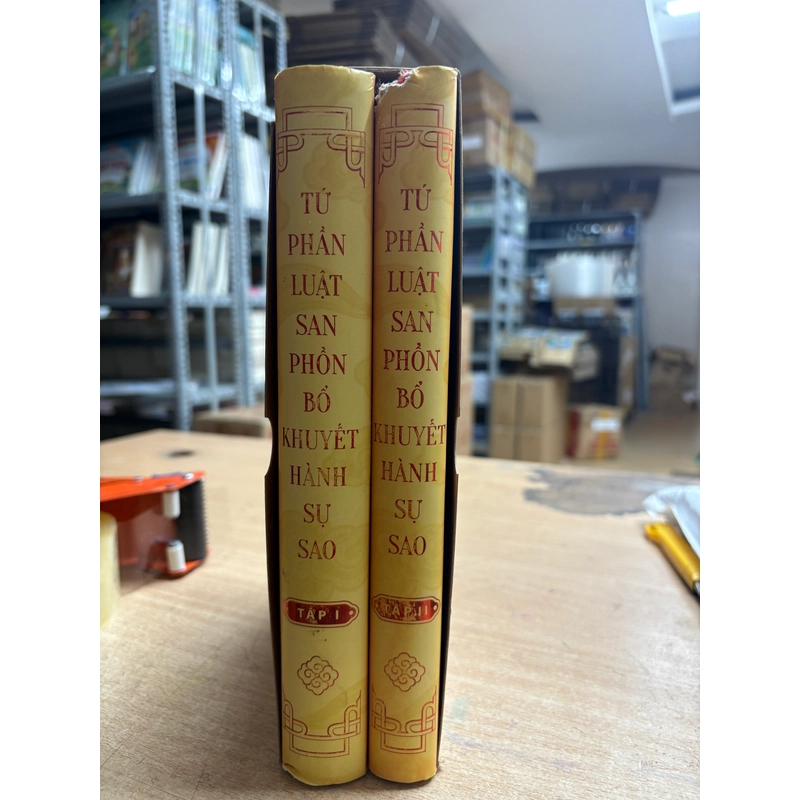 TỨ
PHẦN
LUẬT
SAN
PHỒN
BỔ
KHUYẾT
HÀNH
SỰ
SAO
TẬP I
TỨ
PHẦN
LUẬT
SAN
PHỒN
BỔ
KHUYẾT
HÀNH
SỰ
SAO
TẬP II